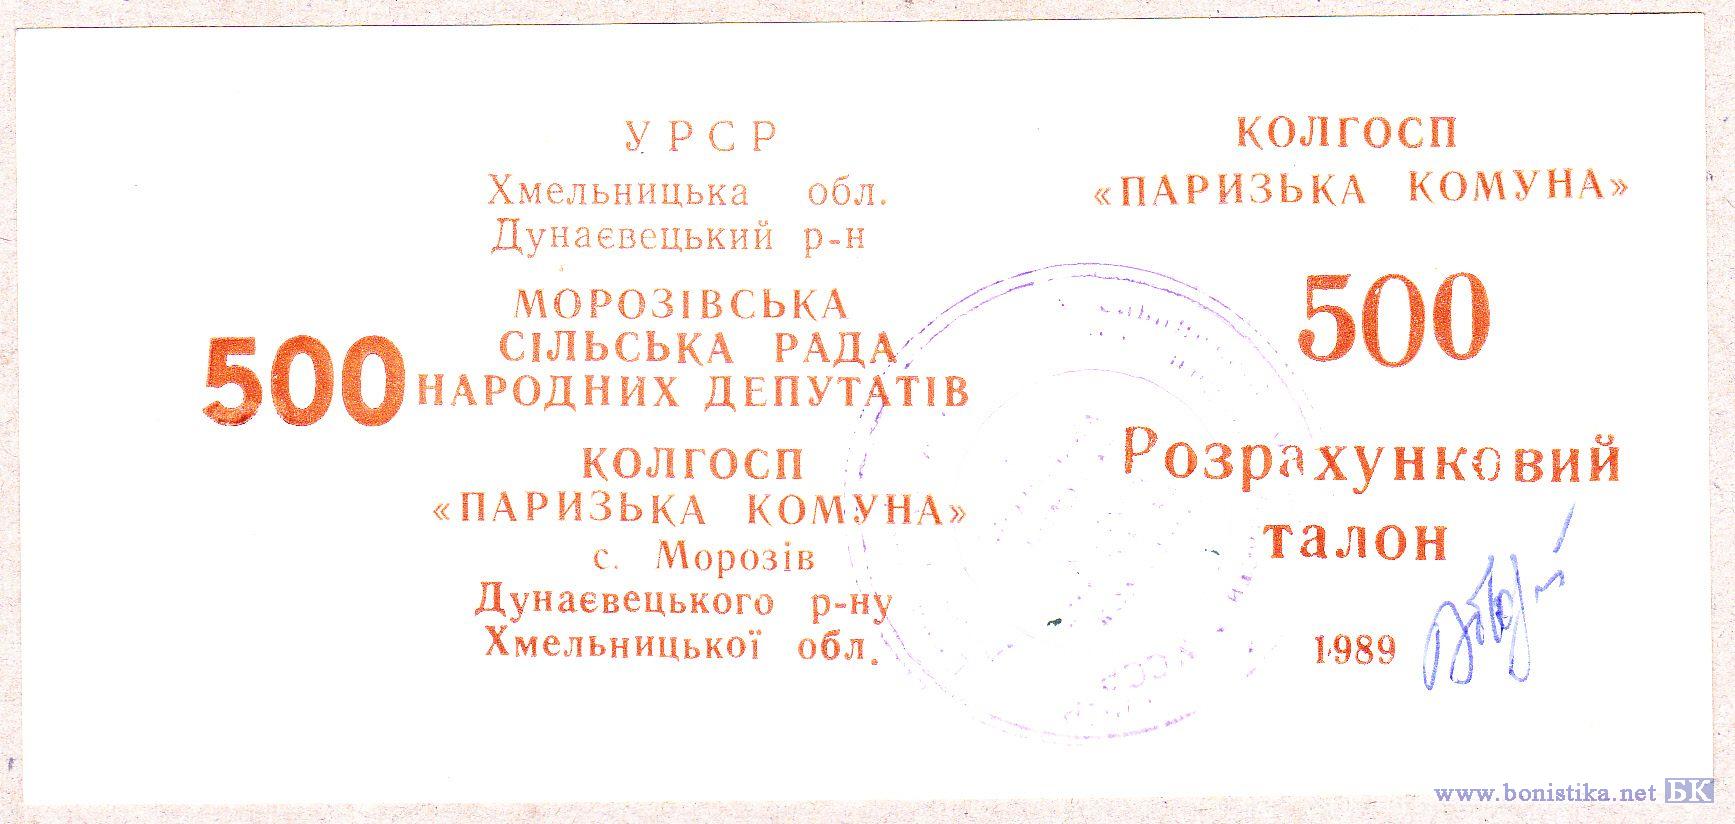 УРСР
Хмельницька обл.
Дунаєвецький р-н
МОРОЗІВСЬКА
СІЛЬСЬКА РАДА
НАРОДНИХ ДЕПУТАТІВ
500
КОЛГОСП
«ПАРИЗЬКА КОМУНА»
с. Морозів
Дунаєвецького р-ну
Хмельницької обл.
КОЛГОСП
«ПАРИЗЬКА КОМУНА»
500
Розрахунковий
талон
1989
www.bonistika.net БК